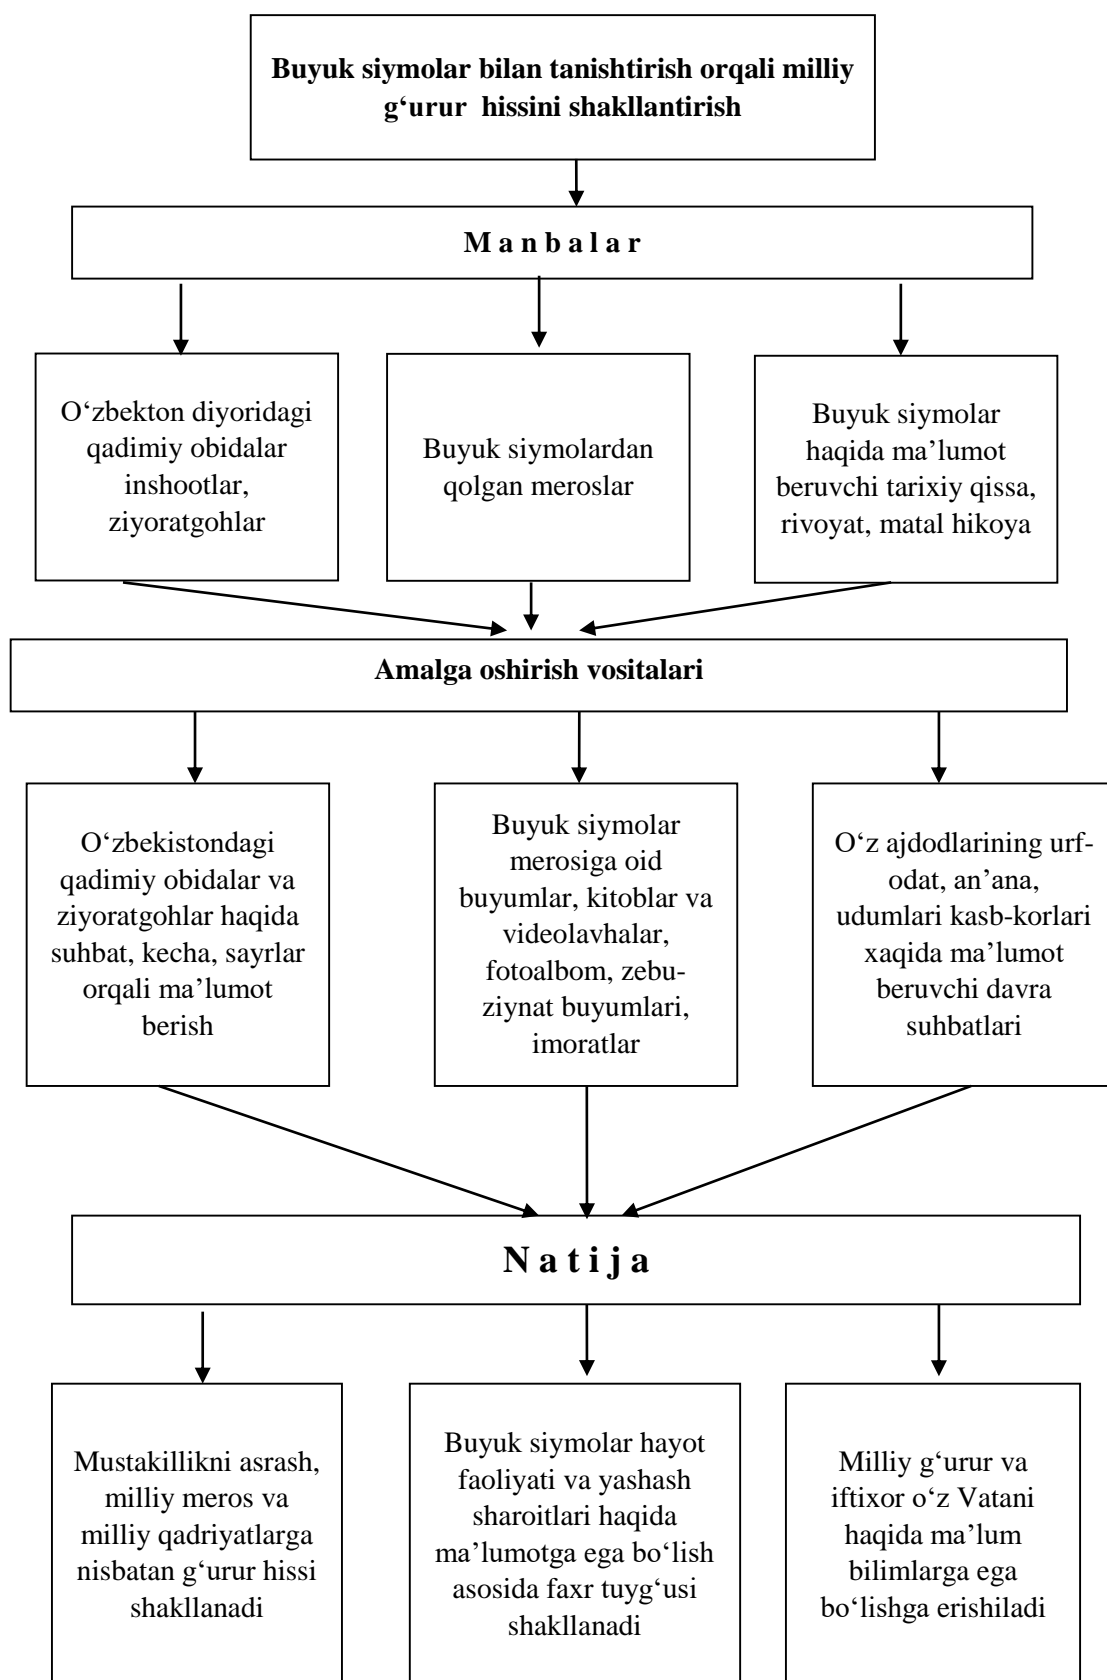 Buyuk siymolar bilan tanishtirish orqali milliy
g‘urur hissini shakllantirish
M a n b a l a r
O‘zbekton diyoridagi
qadimiy obidalar
inshootlar,
ziyoratgohlar
Buyuk siymolardan
qolgan meroslar
Buyuk siymolar
haqida ma’lumot
beruvchi tarixiy qissa,
rivoyat, matal hikoya
Amalga oshirish vositalari
O‘zbekistondagi
qadimiy obidalar va
ziyoratgohlar haqida
suhbat, kecha, sayrlar
orqali ma’lumot
berish
Buyuk siymolar
merosiga oid
buyumlar, kitoblar va
videolavhalar,
fotoalbom, zebu-
ziynat buyumlari,
imoratlar
O‘z ajdodlarining urf-
odat, an’ana,
udumlari kasb-korlari
xaqida ma’lumot
beruvchi davra
suhbatlari
N a t i j a
Mustakillikni asrash,
milliy meros va
milliy qadriyatlarga
nisbatan g‘urur hissi
shakllanadi
Buyuk siymolar hayot
faoliyati va yashash
sharoitlari haqida
ma’lumotga ega bo‘lish
asosida faxr tuyg‘usi
shakllanadi
Milliy g‘urur va
iftixor o‘z Vatani
haqida ma’lum
bilimlarga ega
bo‘lishga erishiladi